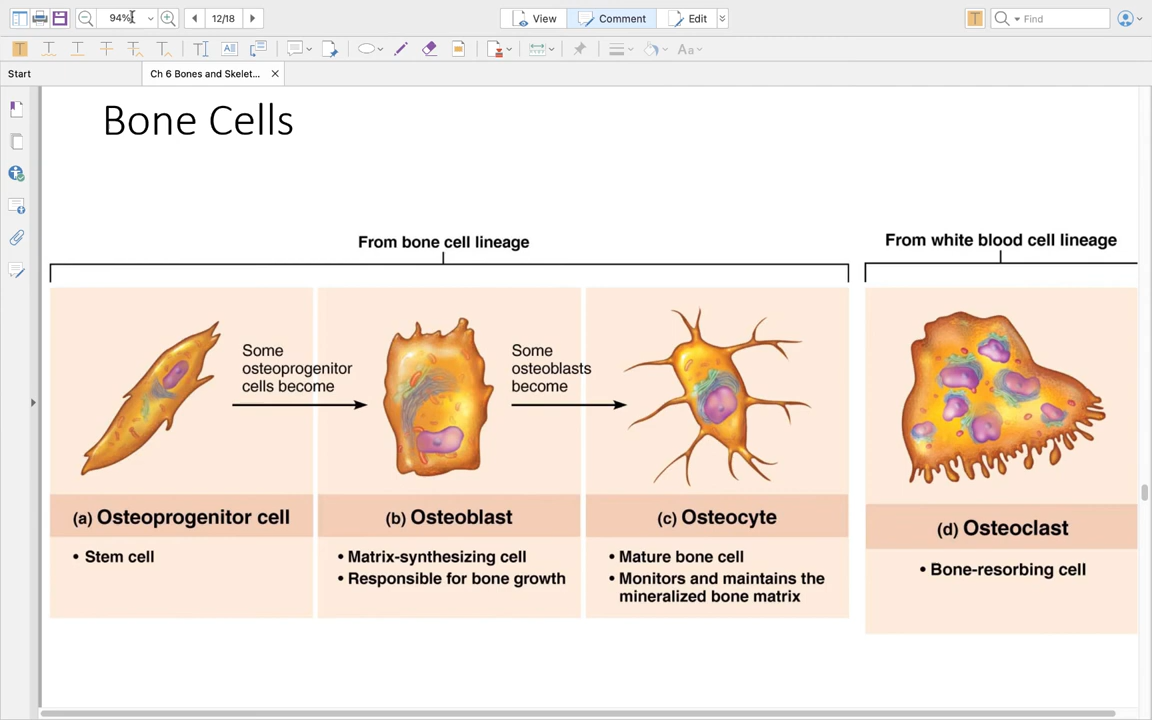 94%
12/18
View
Comment
Edit
T
Find
T T T T T T T A
Aa
Start
Ch 6 Bones and Skelet...
Bone Cells
From bone cell lineage
From white blood cell lineage
Some
osteoprogenitor
cells become
Some
osteoblasts
become
(a) Osteoprogenitor cell
• Stem cell
(b) Osteoblast
• Matrix-synthesizing cell
• Responsible for bone growth
(c) Osteocyte
• Mature bone cell
• Monitors and maintains the
mineralized bone matrix
(d) Osteoclast
• Bone-resorbing cell